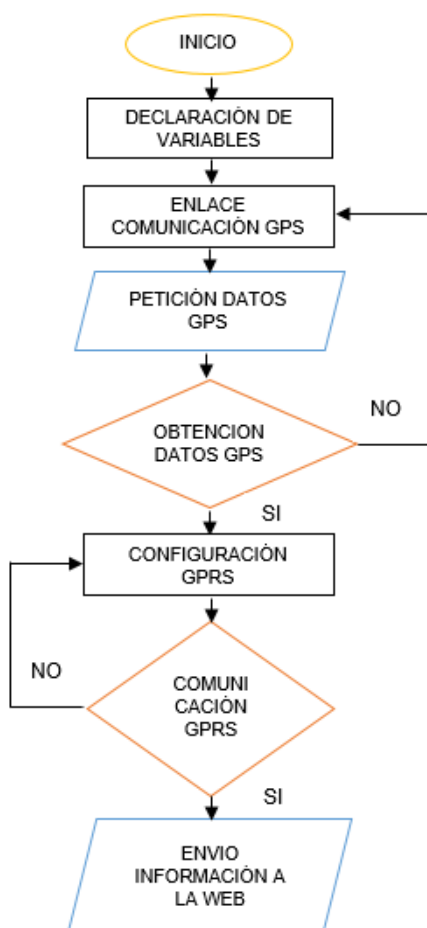 INICIO
DECLARACIÓN DE
VARIABLES
ENLACE
COMUNICACIÓN GPS
PETICIÓN DATOS
GPS
OBTENCION
DATOS GPS
NO
SI
CONFIGURACIÓN
GPRS
NO
COMUNI
CACIÓN
GPRS
SI
ENVIO
INFORMACIÓN A
LA WEB